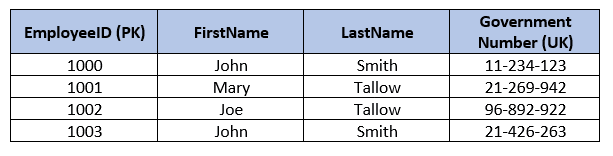 EmployeeID (PK) FirstName LastName Government Number (UK)
1000 John Smith 11-234-123
1001 Mary Tallow 21-269-942
1002 Joe Tallow 96-892-922
1003 John Smith 21-426-263